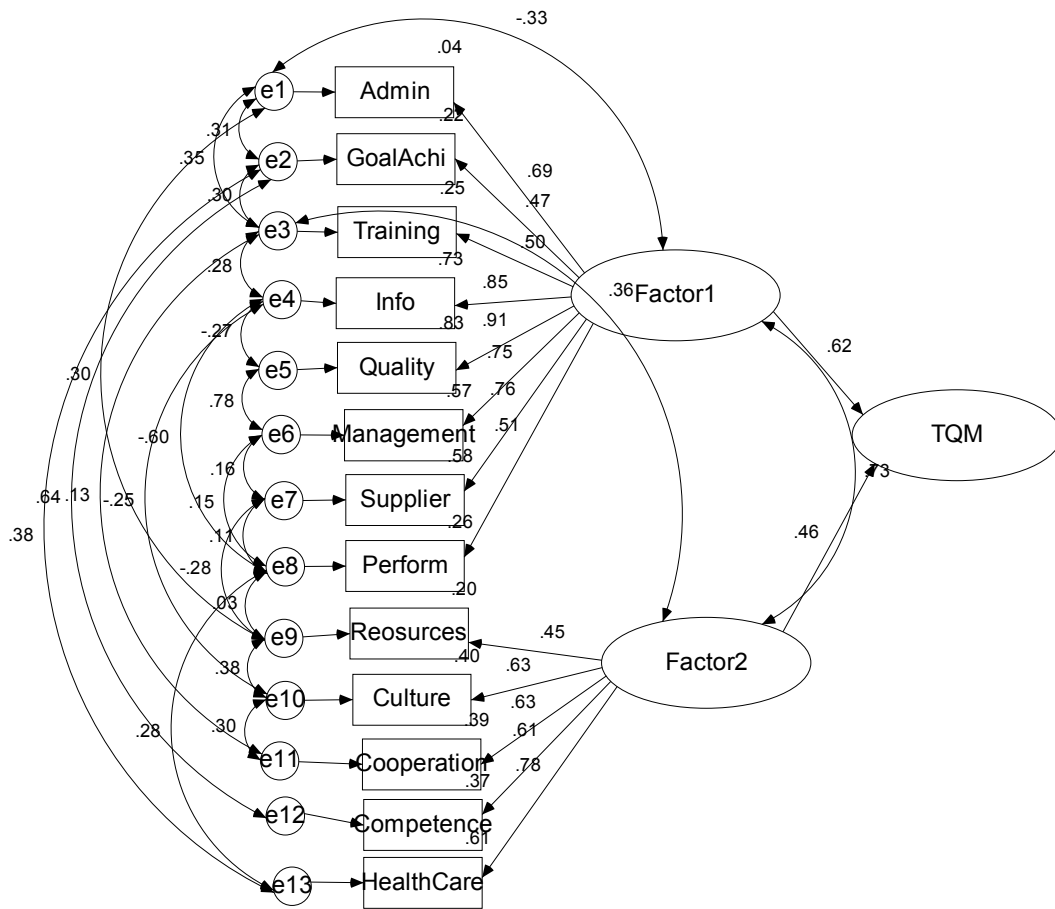 -.33
.04
e1
Admin
.22
.31
.69
.35
e2
GoalAchi
.47
.25
.30
e3
Training
.50
.73
.28
.85
.36
Factor1
e4
Info
.83
.91
-.27
.62
.75
e5
Quality
.30
.57
.76
.78
TQM
.51
e6
Management
-.60
.58
.16
.73
Supplier
.64
.13
-.25
e7
.15
.26
.38
.11
.46
e8
Perform
-.28
.20
.03
e9
Reosurces
.45
.40
Factor2
.38
.63
e10
Culture
.63
.39
.28
.30
.61
e11
Cooperation
.78
.37
e12
Competence
.61
e13
HealthCare